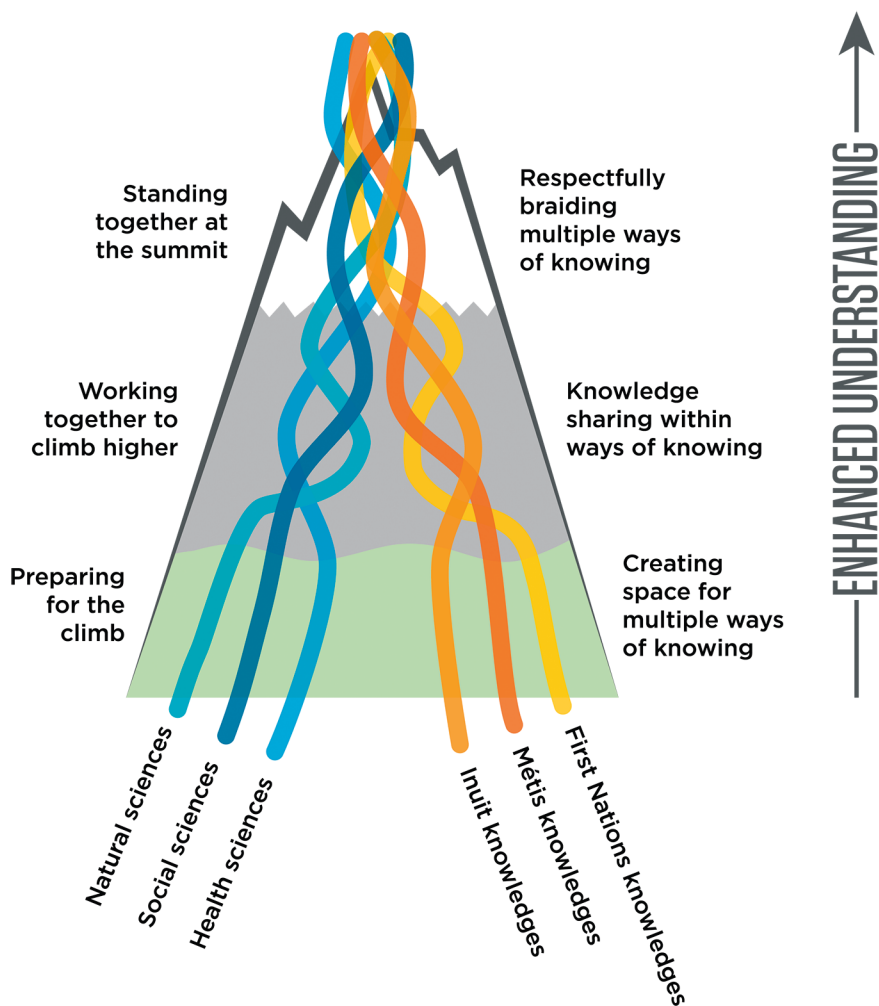 Standing
together at
the summit
Respectfully
braiding
multiple ways
of knowing
Working
together to
climb higher
Knowledge
sharing within
ways of knowing
Preparing
for the
climb
Creating
space for
multiple ways
of knowing
Natural sciences
Social sciences
Health sciences
Inuit knowledges
Métis knowledges
First Nations knowledges
ENHANCED UNDERSTANDING